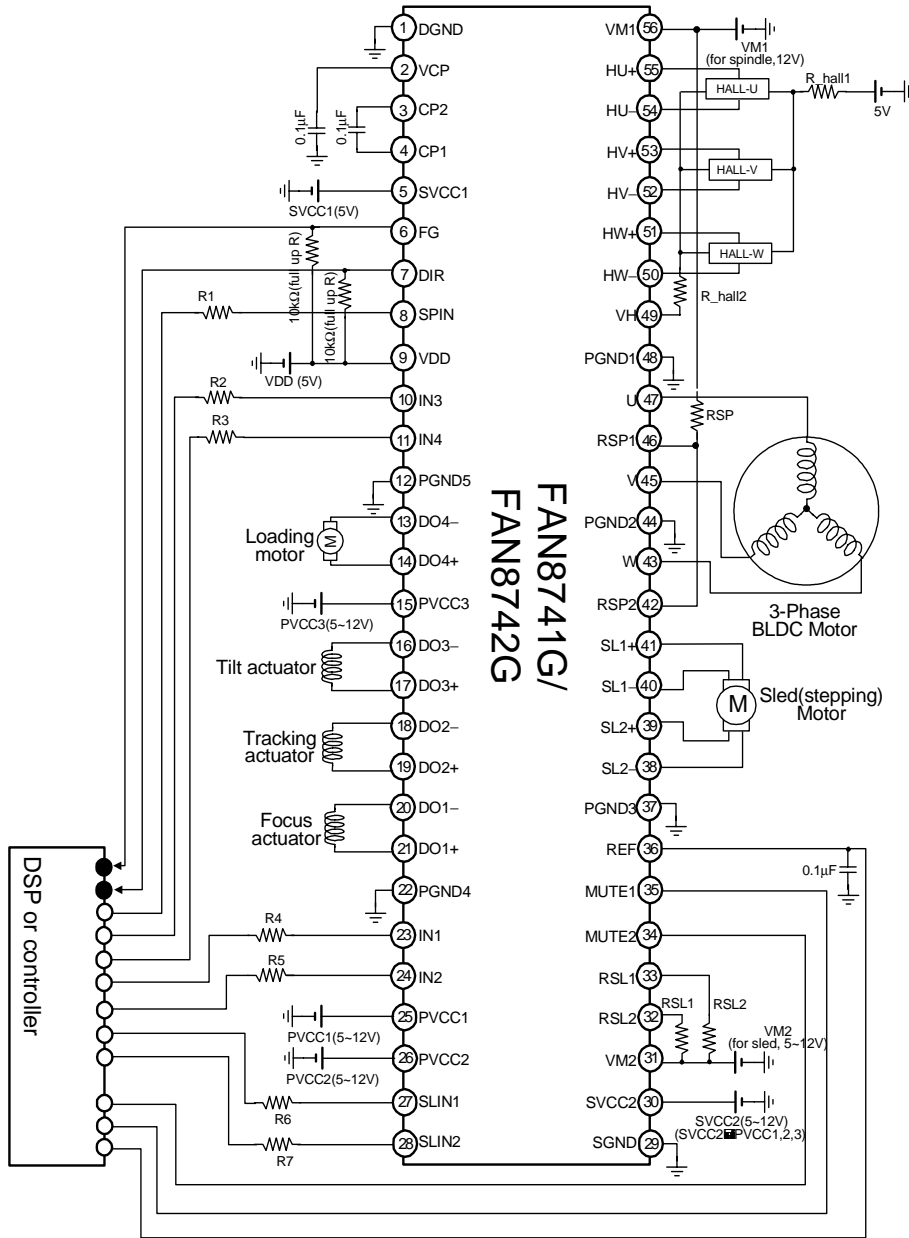 1 DGND
2 VCP
3 CP2
4 CP1
5 SVCC1
6 FG
7 DIR
8 SPIN
9 VDD
10 IN3
11 IN4
12 PGND5
13 DO4−
14 DO4+
15 PVCC3
16 DO3−
17 DO3+
18 DO2−
19 DO2+
20 DO1−
21 DO1+
22 PGND4
23 IN1
24 IN2
25 PVCC1
26 PVCC2
27 SLIN1
28 SLIN2
0.1µF
0.1µF
SVCC1(5V)
10kΩ(full up R)
10kΩ(full up R)
R1
VDD (5V)
R2
R3
Loading
motor
M
PVCC3(5~12V)
Tilt actuator
Tracking
actuator
Focus
actuator
R4
R5
PVCC1(5~12V)
PVCC2(5~12V)
R6
R7
DSP or controller
FAN8741G/
FAN8742G
VM1 56
HU+ 55
HU− 54
HV+ 53
HV− 52
HW+ 51
HW− 50
VH 49
PGND1 48
U 47
RSP1 46
V 45
PGND2 44
W 43
RSP2 42
SL1+ 41
SL1− 40
SL2+ 39
SL2− 38
PGND3 37
REF 36
MUTE1 35
MUTE2 34
RSL1 33
RSL2 32
VM2 31
SVCC2 30
SGND 29
VM1
(for spindle,12V)
HALL-U
R_hall1
5V
HALL-V
HALL-W
R_hall2
RSP
3-Phase
BLDC Motor
M
Sled(stepping)
Motor
0.1µF
RSL1
RSL2
VM2
(for sled, 5~12V)
SVCC2(5~12V)
(SVCC2 PVCC1,2,3)